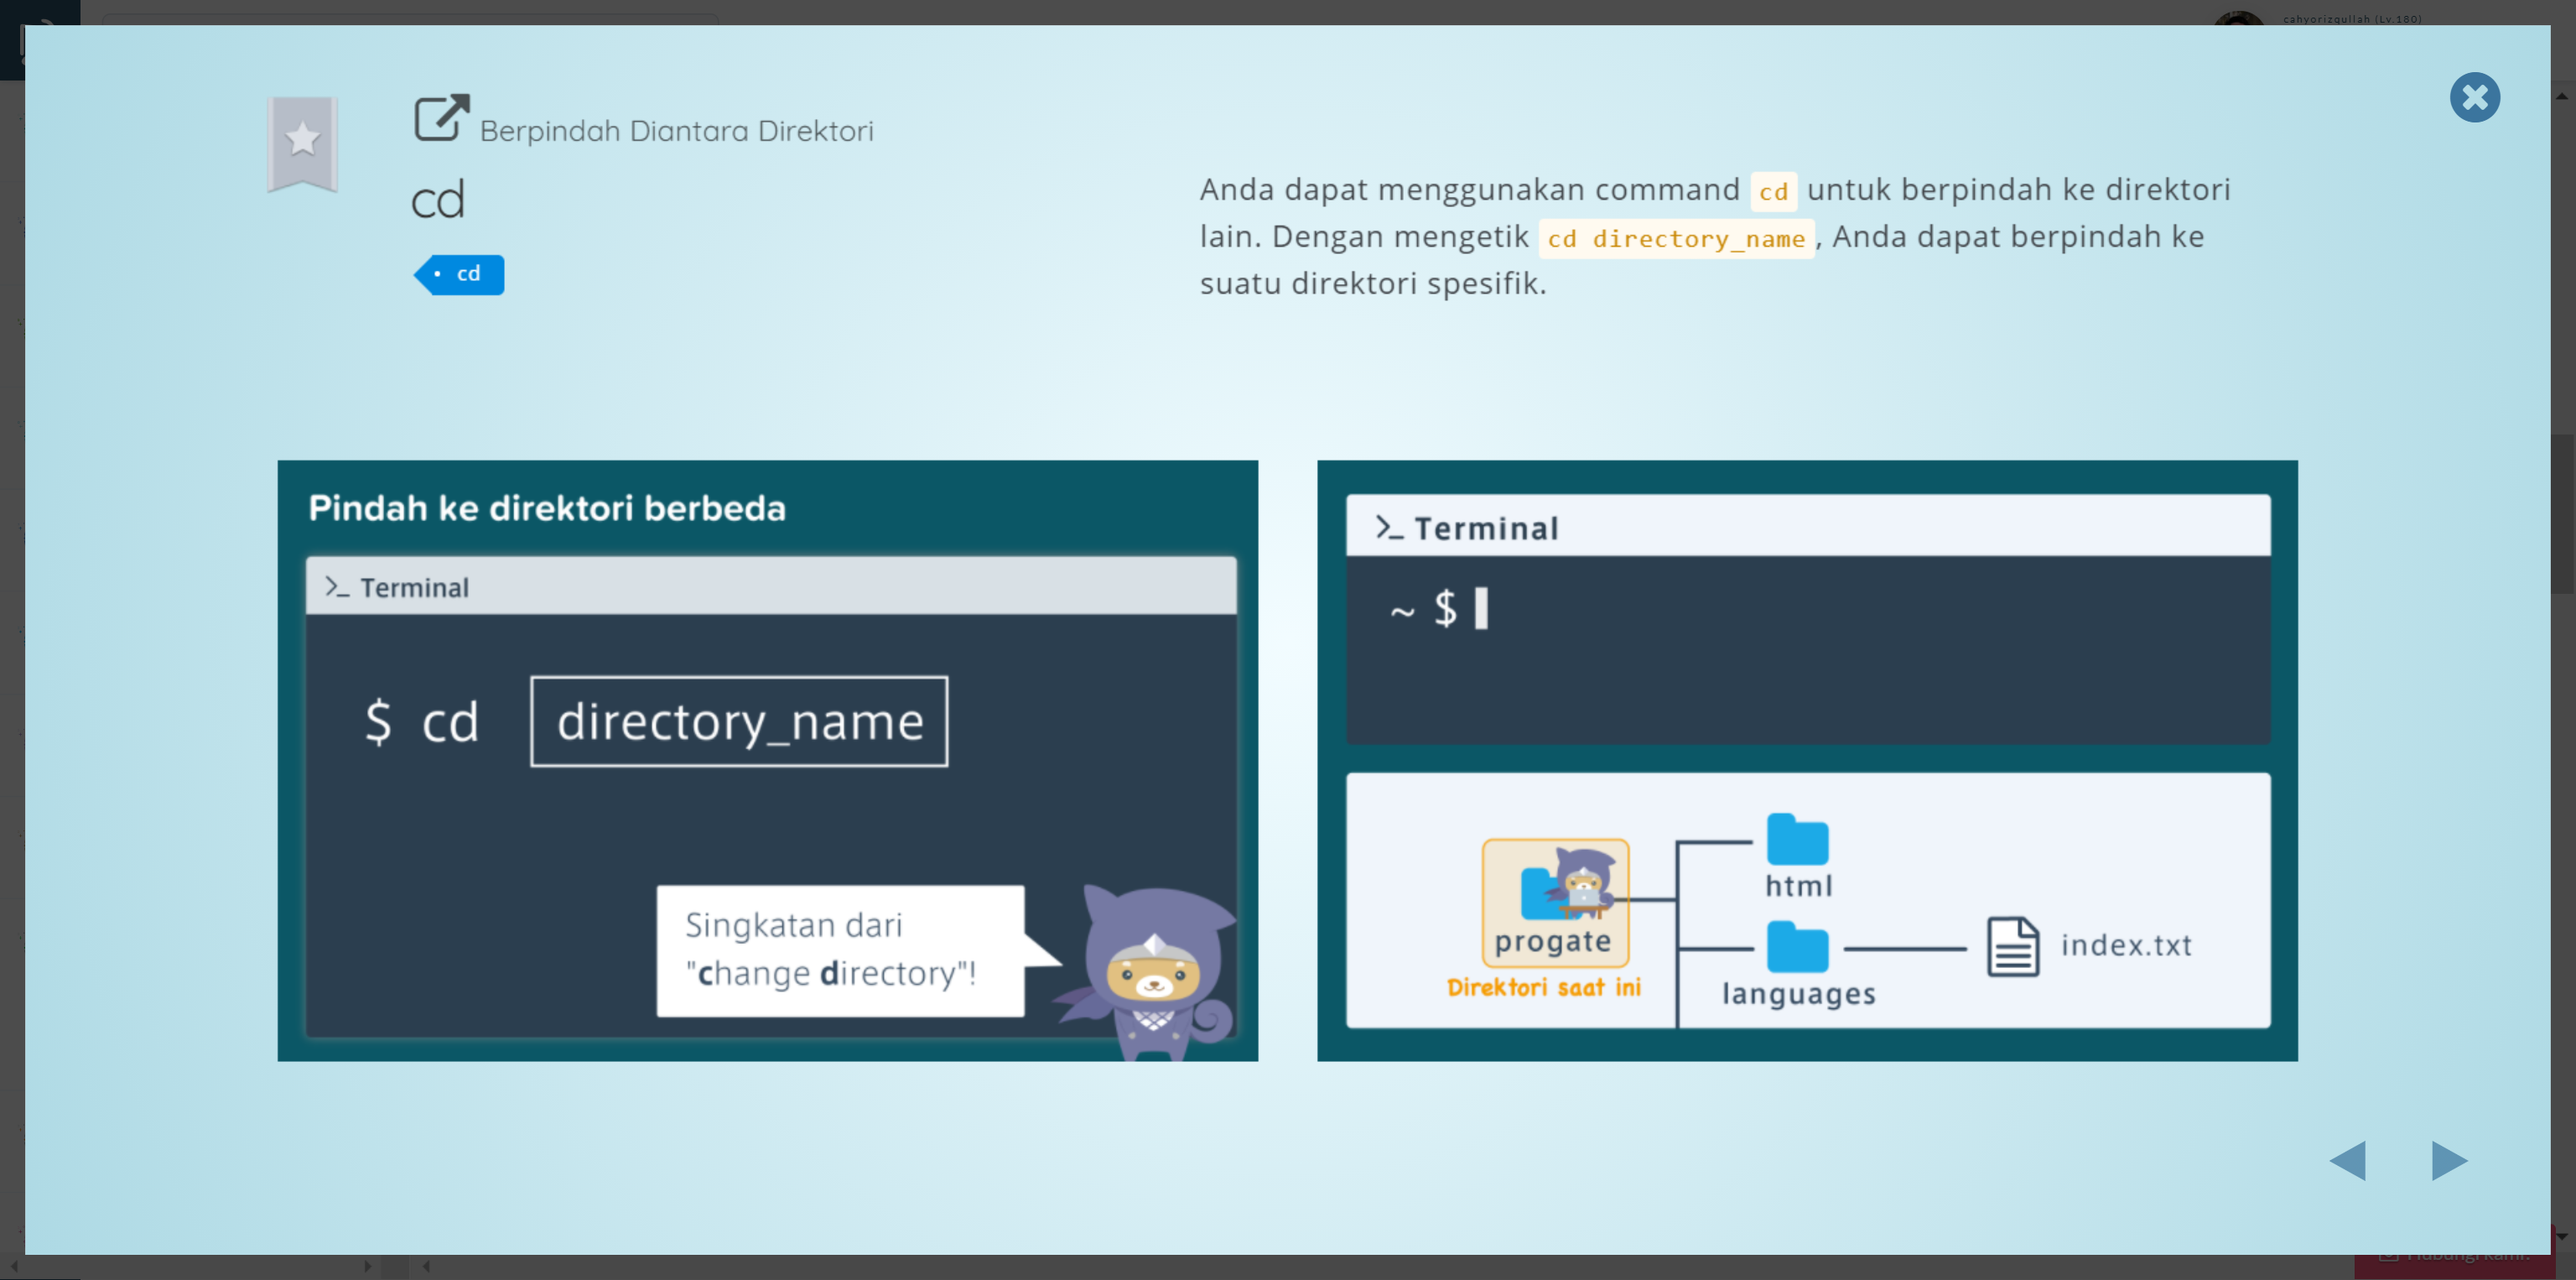 cahyorizqullah (Lv.180)
Berpindah Diantara Direktori
cd
• cd
Anda dapat menggunakan command cd untuk berpindah ke direktori
lain. Dengan mengetik cd directory_name, Anda dapat berpindah ke
suatu direktori spesifik.
Pindah ke direktori berbeda
>_ Terminal
$ cd directory_name
Singkatan dari
"change directory"!
>_ Terminal
~ $
html
progate
Direktori saat ini
languages
index.txt
Hubungi kami!